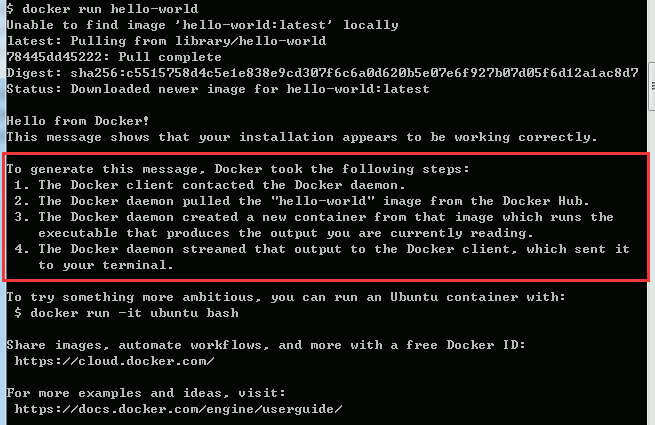 $ docker run hello-world
Unable to find image 'hello-world:latest' locally
latest: Pulling from library/hello-world
78445dd45222: Pull complete
Digest: sha256:c5515758d4c5e1e838e9cd307f6c6a0d620b5e07e6f927b07d05f6d12a1ac8d7
Status: Downloaded newer image for hello-world:latest
Hello from Docker!
This message shows that your installation appears to be working correctly.
To generate this message, Docker took the following steps:
1. The Docker client contacted the Docker daemon.
2. The Docker daemon pulled the "hello-world" image from the Docker Hub.
3. The Docker daemon created a new container from that image which runs the
executable that produces the output you are currently reading.
4. The Docker daemon streamed that output to the Docker client, which sent it
to your terminal.
To try something more ambitious, you can run an Ubuntu container with:
$ docker run -it ubuntu bash
Share images, automate workflows, and more with a free Docker ID:
https://cloud.docker.com/
For more examples and ideas, visit:
https://docs.docker.com/engine/userguide/